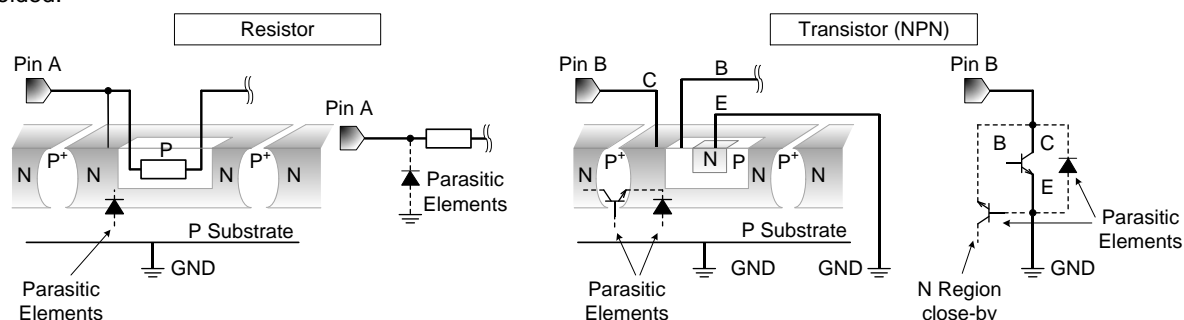 Resistor
Transistor (NPN)
Pin A
Pin A
N P+ N P N P+ N
Parasitic
Elements
P Substrate
GND
Parasitic
Elements
Pin B
C
B
E
N P+ N N P N P+ N
P Substrate
GND
GND
Parasitic
Elements
Pin B
B C
E
Parasitic
Elements
GND
N Region
close-by